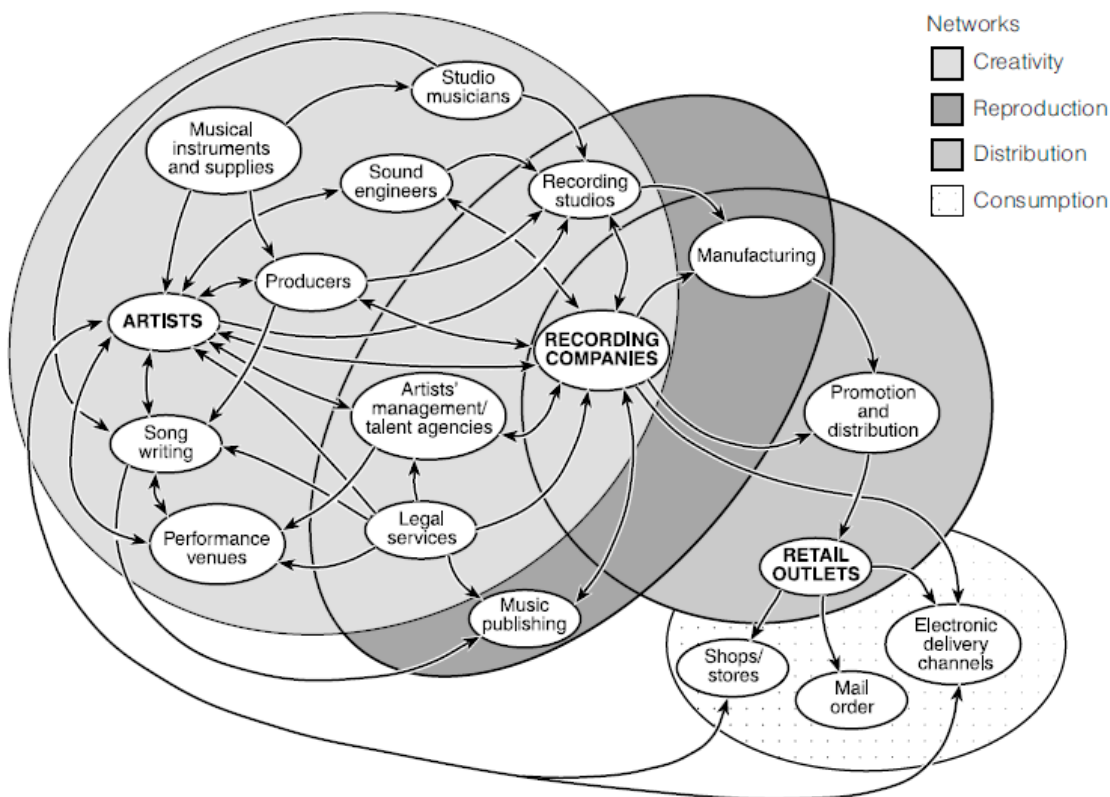 Networks
Creativity
Reproduction
Distribution
Consumption
Studio
musicians
Musical
instruments
and supplies
Sound
engineers
Recording
studios
Manufacturing
Producers
ARTISTS
RECORDING
COMPANIES
Artists'
management/
talent agencies
Promotion
and
distribution
Song
writing
Legal
services
Performance
venues
RETAIL
OUTLETS
Music
publishing
Electronic
delivery
channels
Shops/
stores
Mail
order